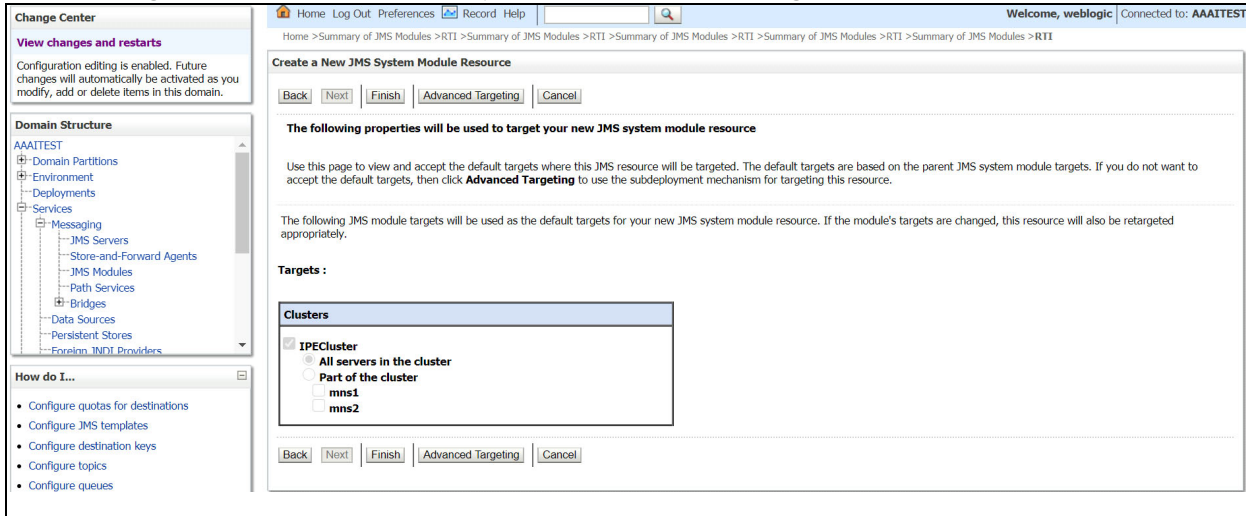 Change Center
View changes and restarts
Configuration editing is enabled. Future
changes will automatically be activated as you
modify, add or delete items in this domain.
Domain Structure
AAAITEST
Domain Partitions
Environment
Deployments
Services
Messaging
JMS Servers
Store-and-Forward Agents
JMS Modules
Path Services
Bridges
Data Sources
Persistent Stores
Foreign JNDI Providers
How do I...
Configure quotas for destinations
Configure JMS templates
Configure destination keys
Configure topics
Configure queues
Home Log Out Preferences Record Help
Welcome, weblogic Connected to: AAAITEST
Home >Summary of JMS Modules >RTI >Summary of JMS Modules >RTI >Summary of JMS Modules >RTI >Summary of JMS Modules >RTI >Summary of JMS Modules >RTI
Create a New JMS System Module Resource
Back Next Finish Advanced Targeting Cancel
The following properties will be used to target your new JMS system module resource
Use this page to view and accept the default targets where this JMS resource will be targeted. The default targets are based on the parent JMS system module targets. If you do not want to
accept the default targets, then click Advanced Targeting to use the subdeployment mechanism for targeting this resource.
The following JMS module targets will be used as the default targets for your new JMS system module resource. If the module's targets are changed, this resource will also be retargeted
appropriately.
Targets :
Clusters
IPECluster
All servers in the cluster
Part of the cluster
mns1
mns2
Back Next Finish Advanced Targeting Cancel